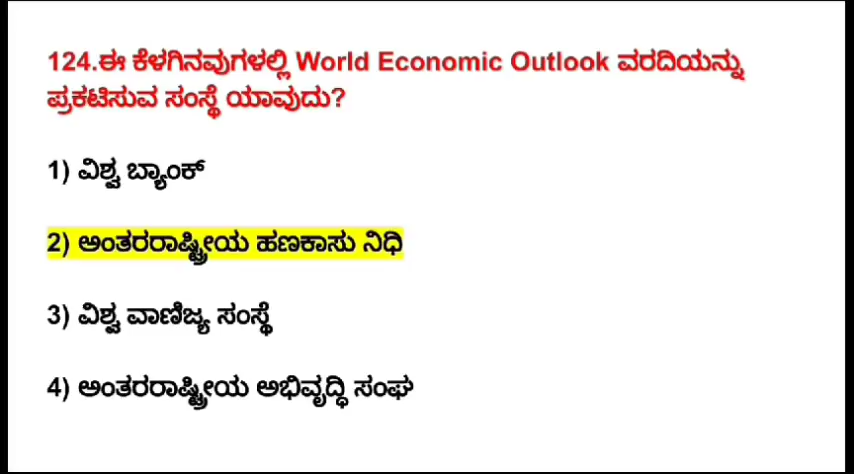 124.ಈ ಕೆಳಗಿನವುಗಳಲ್ಲಿ World Economic Outlook ವರದಿಯನ್ನು
ಪ್ರಕಟಿಸುವ ಸಂಸ್ಥೆ ಯಾವುದು?
1) ವಿಶ್ವ ಬ್ಯಾಂಕ್
2) ಅಂತರರಾಷ್ಟ್ರೀಯ ಹಣಕಾಸು ನಿಧಿ
3) ವಿಶ್ವ ವಾಣಿಜ್ಯ ಸಂಸ್ಥೆ
4) ಅಂತರರಾಷ್ಟ್ರೀಯ ಅಭಿವೃದ್ಧಿ ಸಂಘ